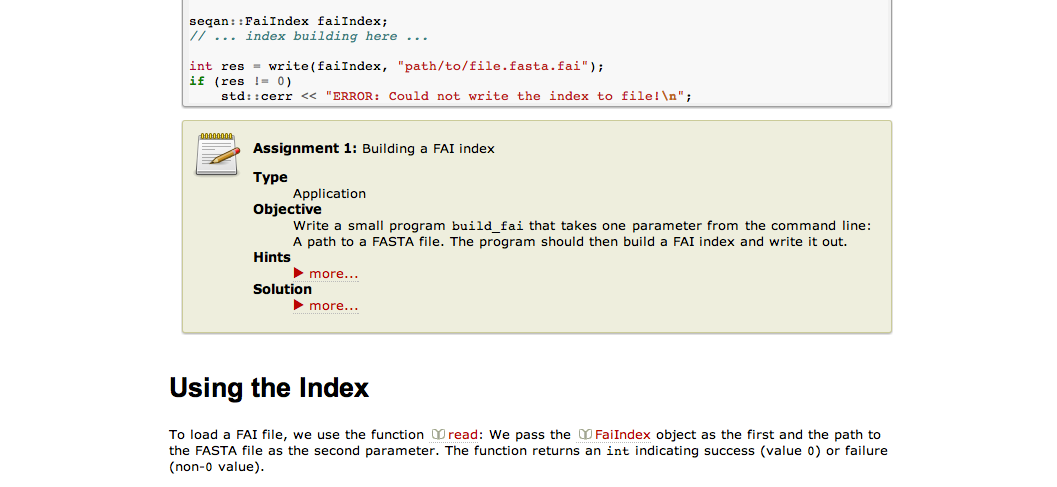 seqan::FaiIndex faiIndex;
// ... index building here ...
int res = write(faiIndex, "path/to/file.fasta.fai");
if (res != 0)
    std::cerr << "ERROR: Could not write the index to file!\n";
Assignment 1: Building a FAI index
Type
Application
Objective
Write a small program build_fai that takes one parameter from the command line:
A path to a FASTA file. The program should then build a FAI index and write it out.
Hints
▶ more...
Solution
▶ more...
Using the Index
To load a FAI file, we use the function read: We pass the FaiIndex object as the first and the path to
the FASTA file as the second parameter. The function returns an int indicating success (value 0) or failure
(non-0 value).